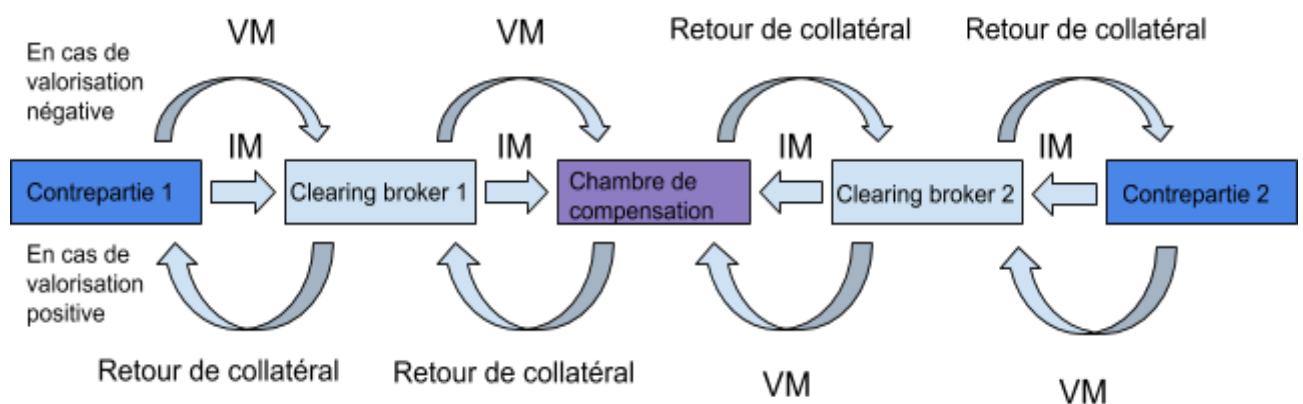 VM
VM
Retour de collatéral
Retour de collatéral
En cas de
valorisation
négative
IM
IM
IM
IM
Contrepartie 1
Clearing broker 1
Chambre de
compensation
Clearing broker 2
Contrepartie 2
En cas de
valorisation
positive
Retour de collatéral
Retour de collatéral
VM
VM